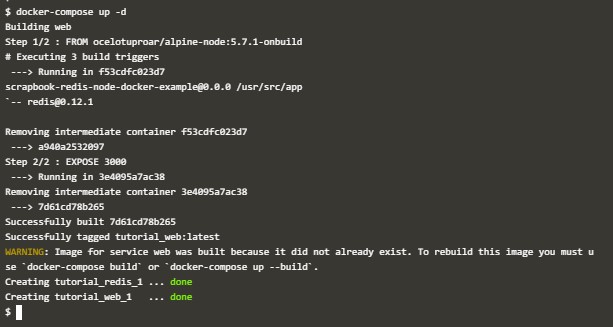 $ docker-compose up -d
Building web
Step 1/2 : FROM ocelotuproar/alpine-node:5.7.1-onbuild
# Executing 3 build triggers
 ---> Running in f53cdfc023d7
scrapbook-redis-node-docker-example@0.0.0 /usr/src/app
`-- redis@0.12.1
Removing intermediate container f53cdfc023d7
 ---> a940a2532097
Step 2/2 : EXPOSE 3000
 ---> Running in 3e4095a7ac38
Removing intermediate container 3e4095a7ac38
 ---> 7d61cd78b265
Successfully built 7d61cd78b265
Successfully tagged tutorial_web:latest
WARNING: Image for service web was built because it did not already exist. To rebuild this image you must u
se `docker-compose build` or `docker-compose up --build`.
Creating tutorial_redis_1 ... done
Creating tutorial_web_1   ... done
$